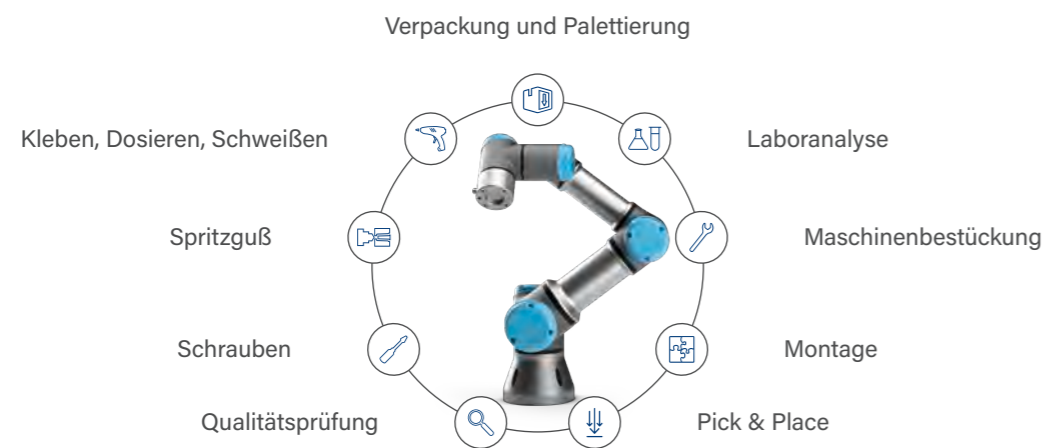 Verpackung und Palettierung
Kleben, Dosieren, Schweißen
Laboranalyse
Spritzguß
Maschinenbestückung
Schrauben
Montage
Qualitätsprüfung
Pick & Place